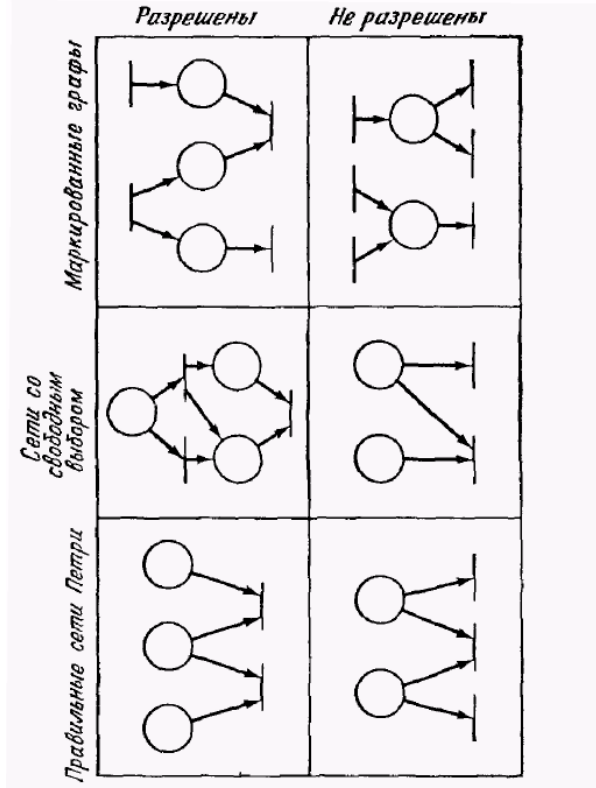 Разрешены
Не разрешены
Маркированные графы
Сети со
свободным
выбором
Правильные сети Петри